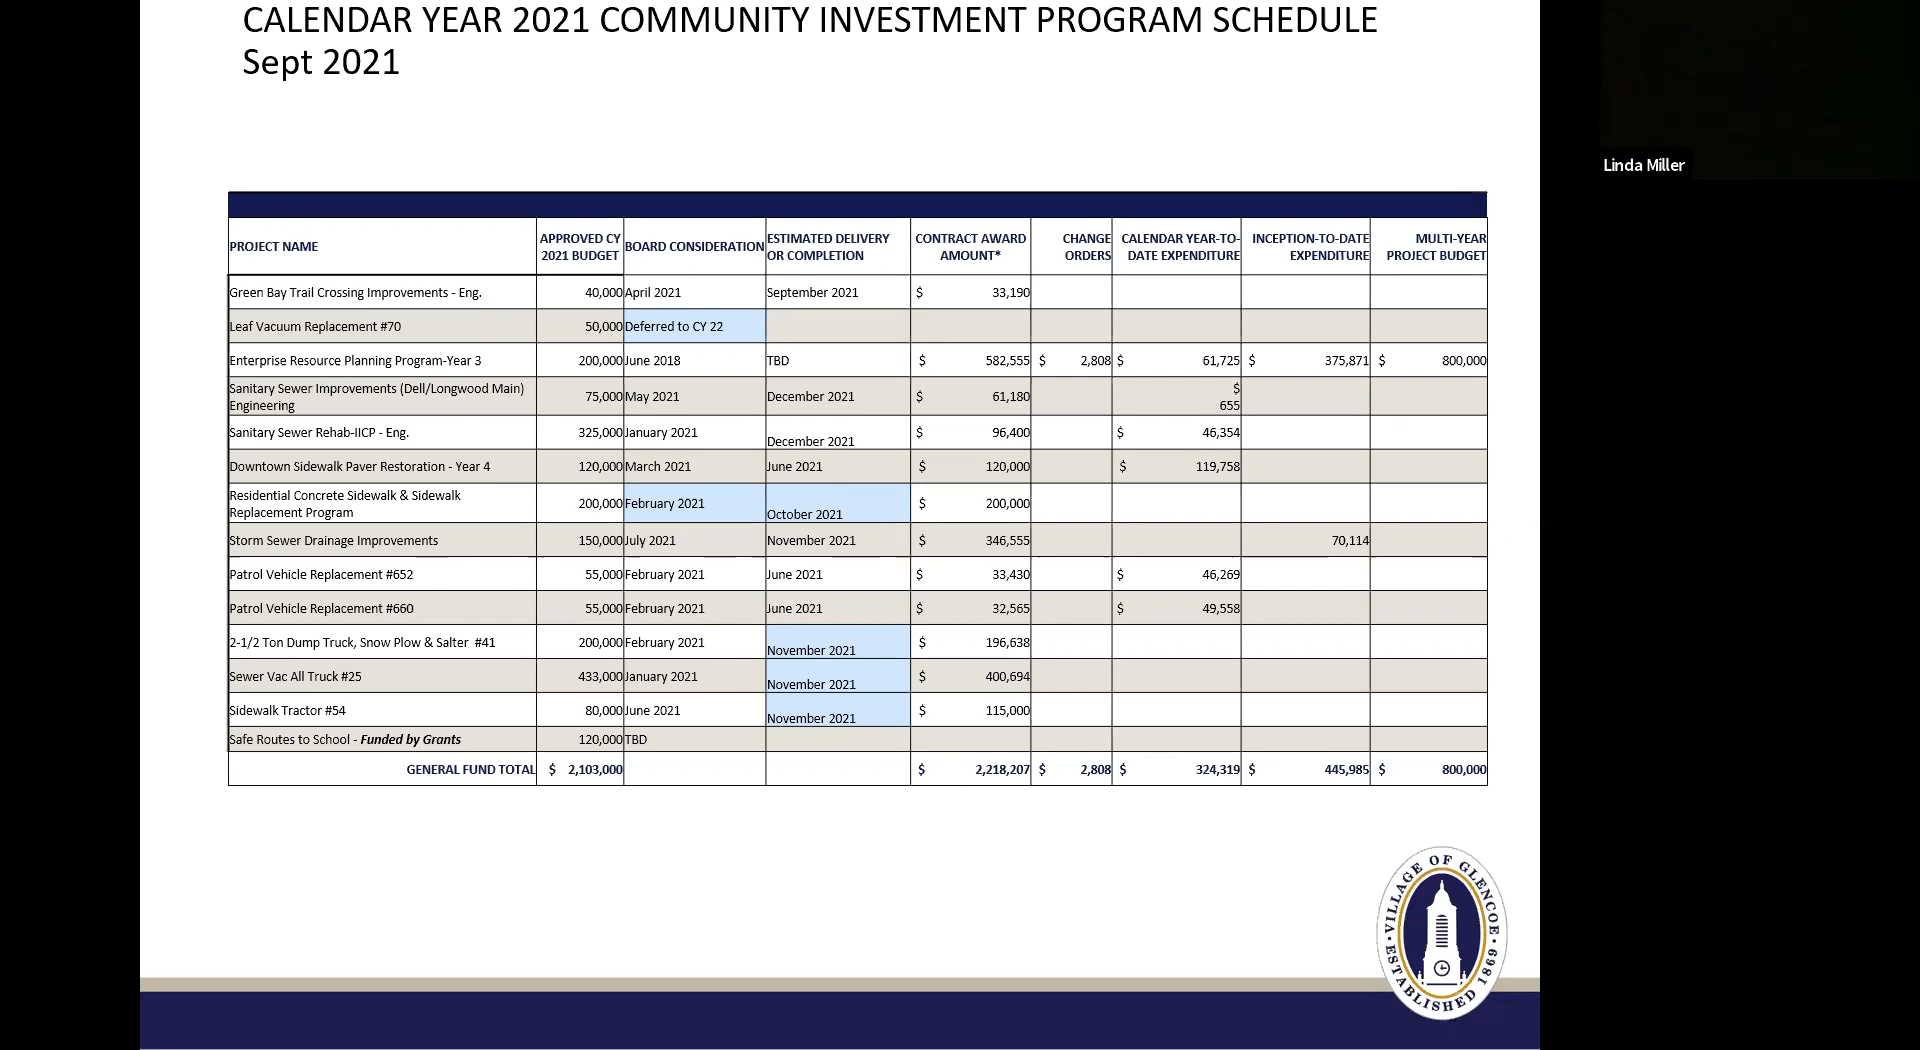 CALENDAR YEAR 2021 COMMUNITY INVESTMENT PROGRAM SCHEDULE
Sept 2021
Linda Miller
PROJECT NAME APPROVED CY 2021 BUDGET BOARD CONSIDERATION ESTIMATED DELIVERY OR COMPLETION CONTRACT AWARD AMOUNT* CHANGE ORDERS CALENDAR YEAR-TO-DATE EXPENDITURE INCEPTION-TO-DATE EXPENDITURE MULTI-YEAR PROJECT BUDGET
Green Bay Trail Crossing Improvements - Eng. 40,000 April 2021 September 2021 $ 33,190
Leaf Vacuum Replacement #70 50,000 Deferred to CY 22
Enterprise Resource Planning Program-Year 3 200,000 June 2018 TBD $ 582,555 $ 2,808 $ 61,725 $ 375,871 $ 800,000
Sanitary Sewer Improvements (Dell/Longwood Main) Engineering 75,000 May 2021 December 2021 $ 61,180 $ 655
Sanitary Sewer Rehab-IICP - Eng. 325,000 January 2021 December 2021 $ 96,400 $ 46,354
Downtown Sidewalk Paver Restoration - Year 4 120,000 March 2021 June 2021 $ 120,000 $ 119,758
Residential Concrete Sidewalk & Sidewalk Replacement Program 200,000 February 2021 October 2021 $ 200,000
Storm Sewer Drainage Improvements 150,000 July 2021 November 2021 $ 346,555 70,114
Patrol Vehicle Replacement #652 55,000 February 2021 June 2021 $ 33,430 $ 46,269
Patrol Vehicle Replacement #660 55,000 February 2021 June 2021 $ 32,565 $ 49,558
2-1/2 Ton Dump Truck, Snow Plow & Salter #41 200,000 February 2021 November 2021 $ 196,638
Sewer Vac All Truck #25 433,000 January 2021 November 2021 $ 400,694
Sidewalk Tractor #54 80,000 June 2021 November 2021 $ 115,000
Safe Routes to School - Funded by Grants 120,000 TBD
GENERAL FUND TOTAL $ 2,103,000 $ 2,218,207 $ 2,808 $ 324,319 $ 445,985 $ 800,000
VILLAGE OF GLENCOE
ESTABLISHED 1869